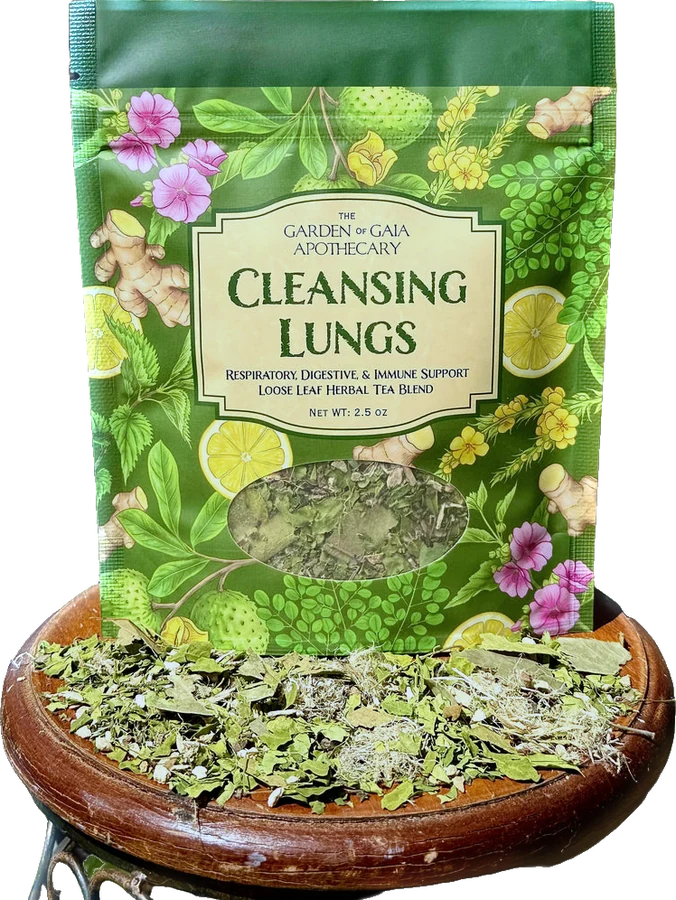 THE
GARDEN OF GAIA
APOTHECARY
CLEANSING
LUNGS
RESPIRATORY, DIGESTIVE, & IMMUNE SUPPORT
LOOSE LEAF HERBAL TEA BLEND
NET WT: 2.5 OZ